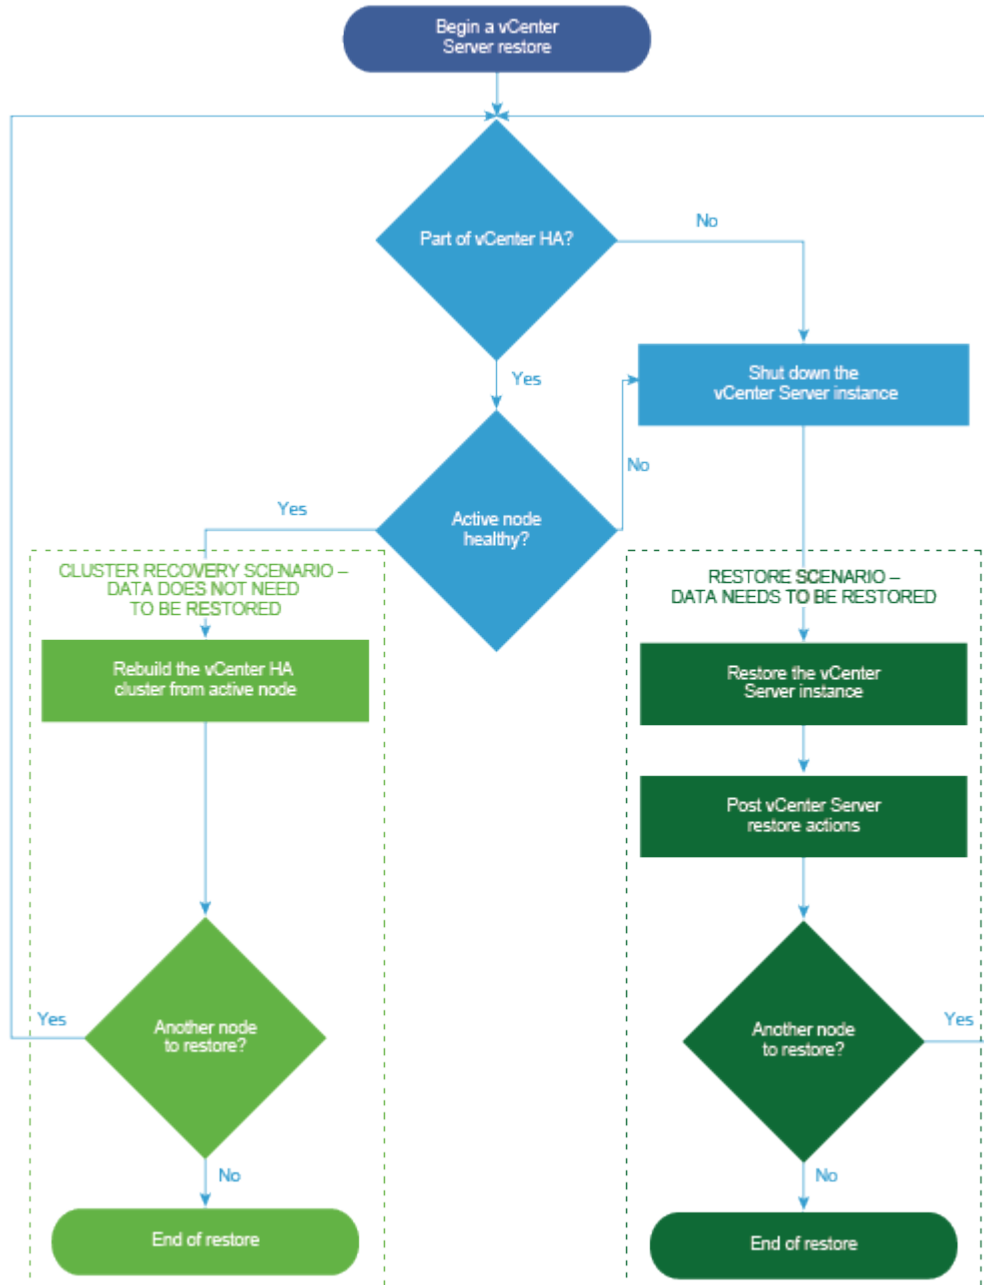 Begin a vCenter
Server restore
Part of vCenter HA?
No
Yes
Shut down the
vCenter Server instance
No
Yes
Active node
healthy?
CLUSTER RECOVERY SCENARIO –
DATA DOES NOT NEED
TO BE RESTORED
RESTORE SCENARIO –
DATA NEEDS TO BE RESTORED
Rebuild the vCenter HA
cluster from active node
Restore the vCenter
Server instance
Post vCenter Server
restore actions
Yes
Another node
to restore?
Another node
to restore?
Yes
No
No
End of restore
End of restore